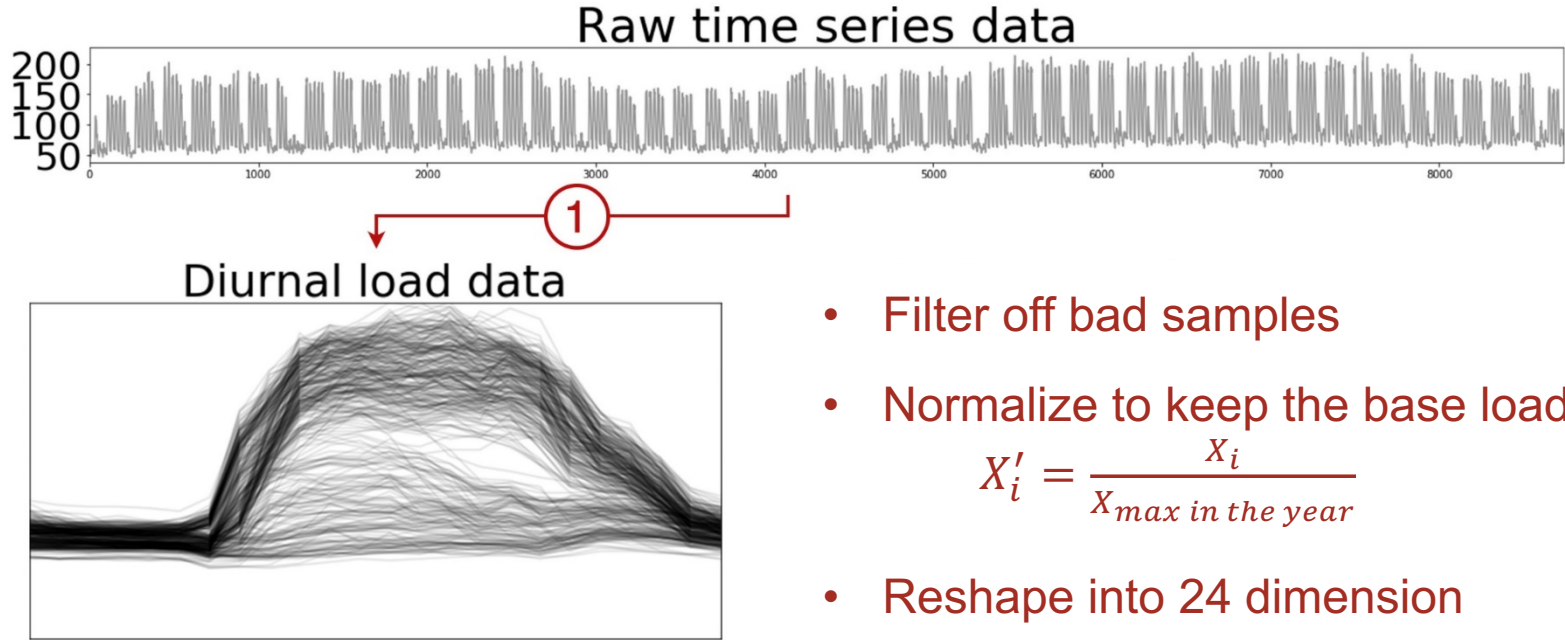 Raw time series data
200
150
100
50
0 1000 2000 3000 4000 5000 6000 7000 8000
1
Diurnal load data
• Filter off bad samples
• Normalize to keep the base load
X′_i = X_i / X_max in the year
• Reshape into 24 dimension